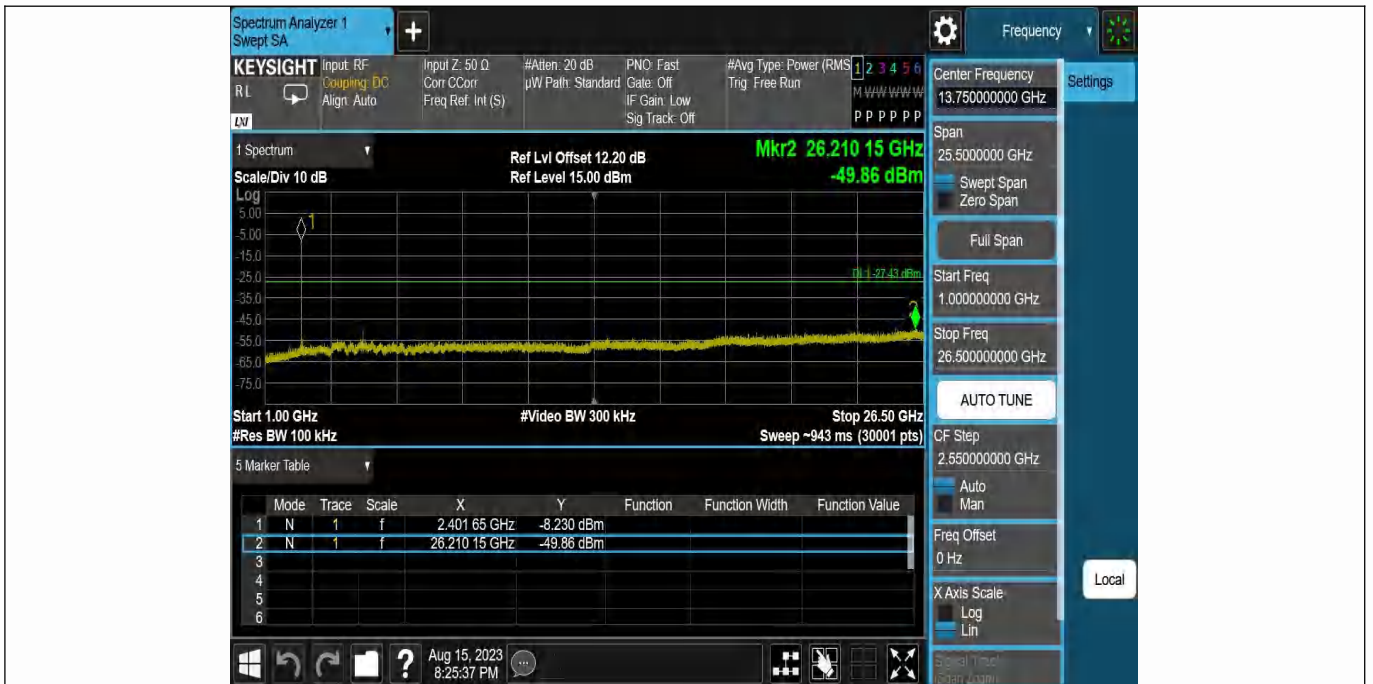 Spectrum Analyzer 1
Swept SA
+
Frequency
KEYSIGHT
RL
LXI
Input: RF
Coupling: DC
Align: Auto
Input Z: 50 Ω
Corr CCorr
Freq Ref: Int (S)
#Atten: 20 dB
µW Path: Standard
PNO: Fast
Gate: Off
IF Gain: Low
Sig Track: Off
#Avg Type: Power (RMS
Trig: Free Run
1 2 3 4 5 6
M W W W W W
P P P P P P
1 Spectrum
Scale/Div 10 dB
Log
Ref Lvl Offset 12.20 dB
Ref Level 15.00 dBm
Mkr2 26.210 15 GHz
-49.86 dBm
5.00
-5.00
-15.0
-25.0
-35.0
-45.0
-55.0
-65.0
-75.0
1
DL1 -27.43 dBm
2
Start 1.00 GHz
#Video BW 300 kHz
Stop 26.50 GHz
#Res BW 100 kHz
Sweep ~943 ms (30001 pts)
5 Marker Table
Mode Trace Scale X Y Function Function Width Function Value
1 N 1 f 2.401 65 GHz -8.230 dBm
2 N 1 f 26.210 15 GHz -49.86 dBm
3
4
5
6
Aug 15, 2023
8:25:37 PM
?
Center Frequency
13.750000000 GHz
Settings
Span
25.5000000 GHz
Swept Span
Zero Span
Full Span
Start Freq
1.000000000 GHz
Stop Freq
26.500000000 GHz
AUTO TUNE
CF Step
2.550000000 GHz
Auto
Man
Freq Offset
0 Hz
X Axis Scale
Log
Lin
Local
Signal Track
(Span Zoom)